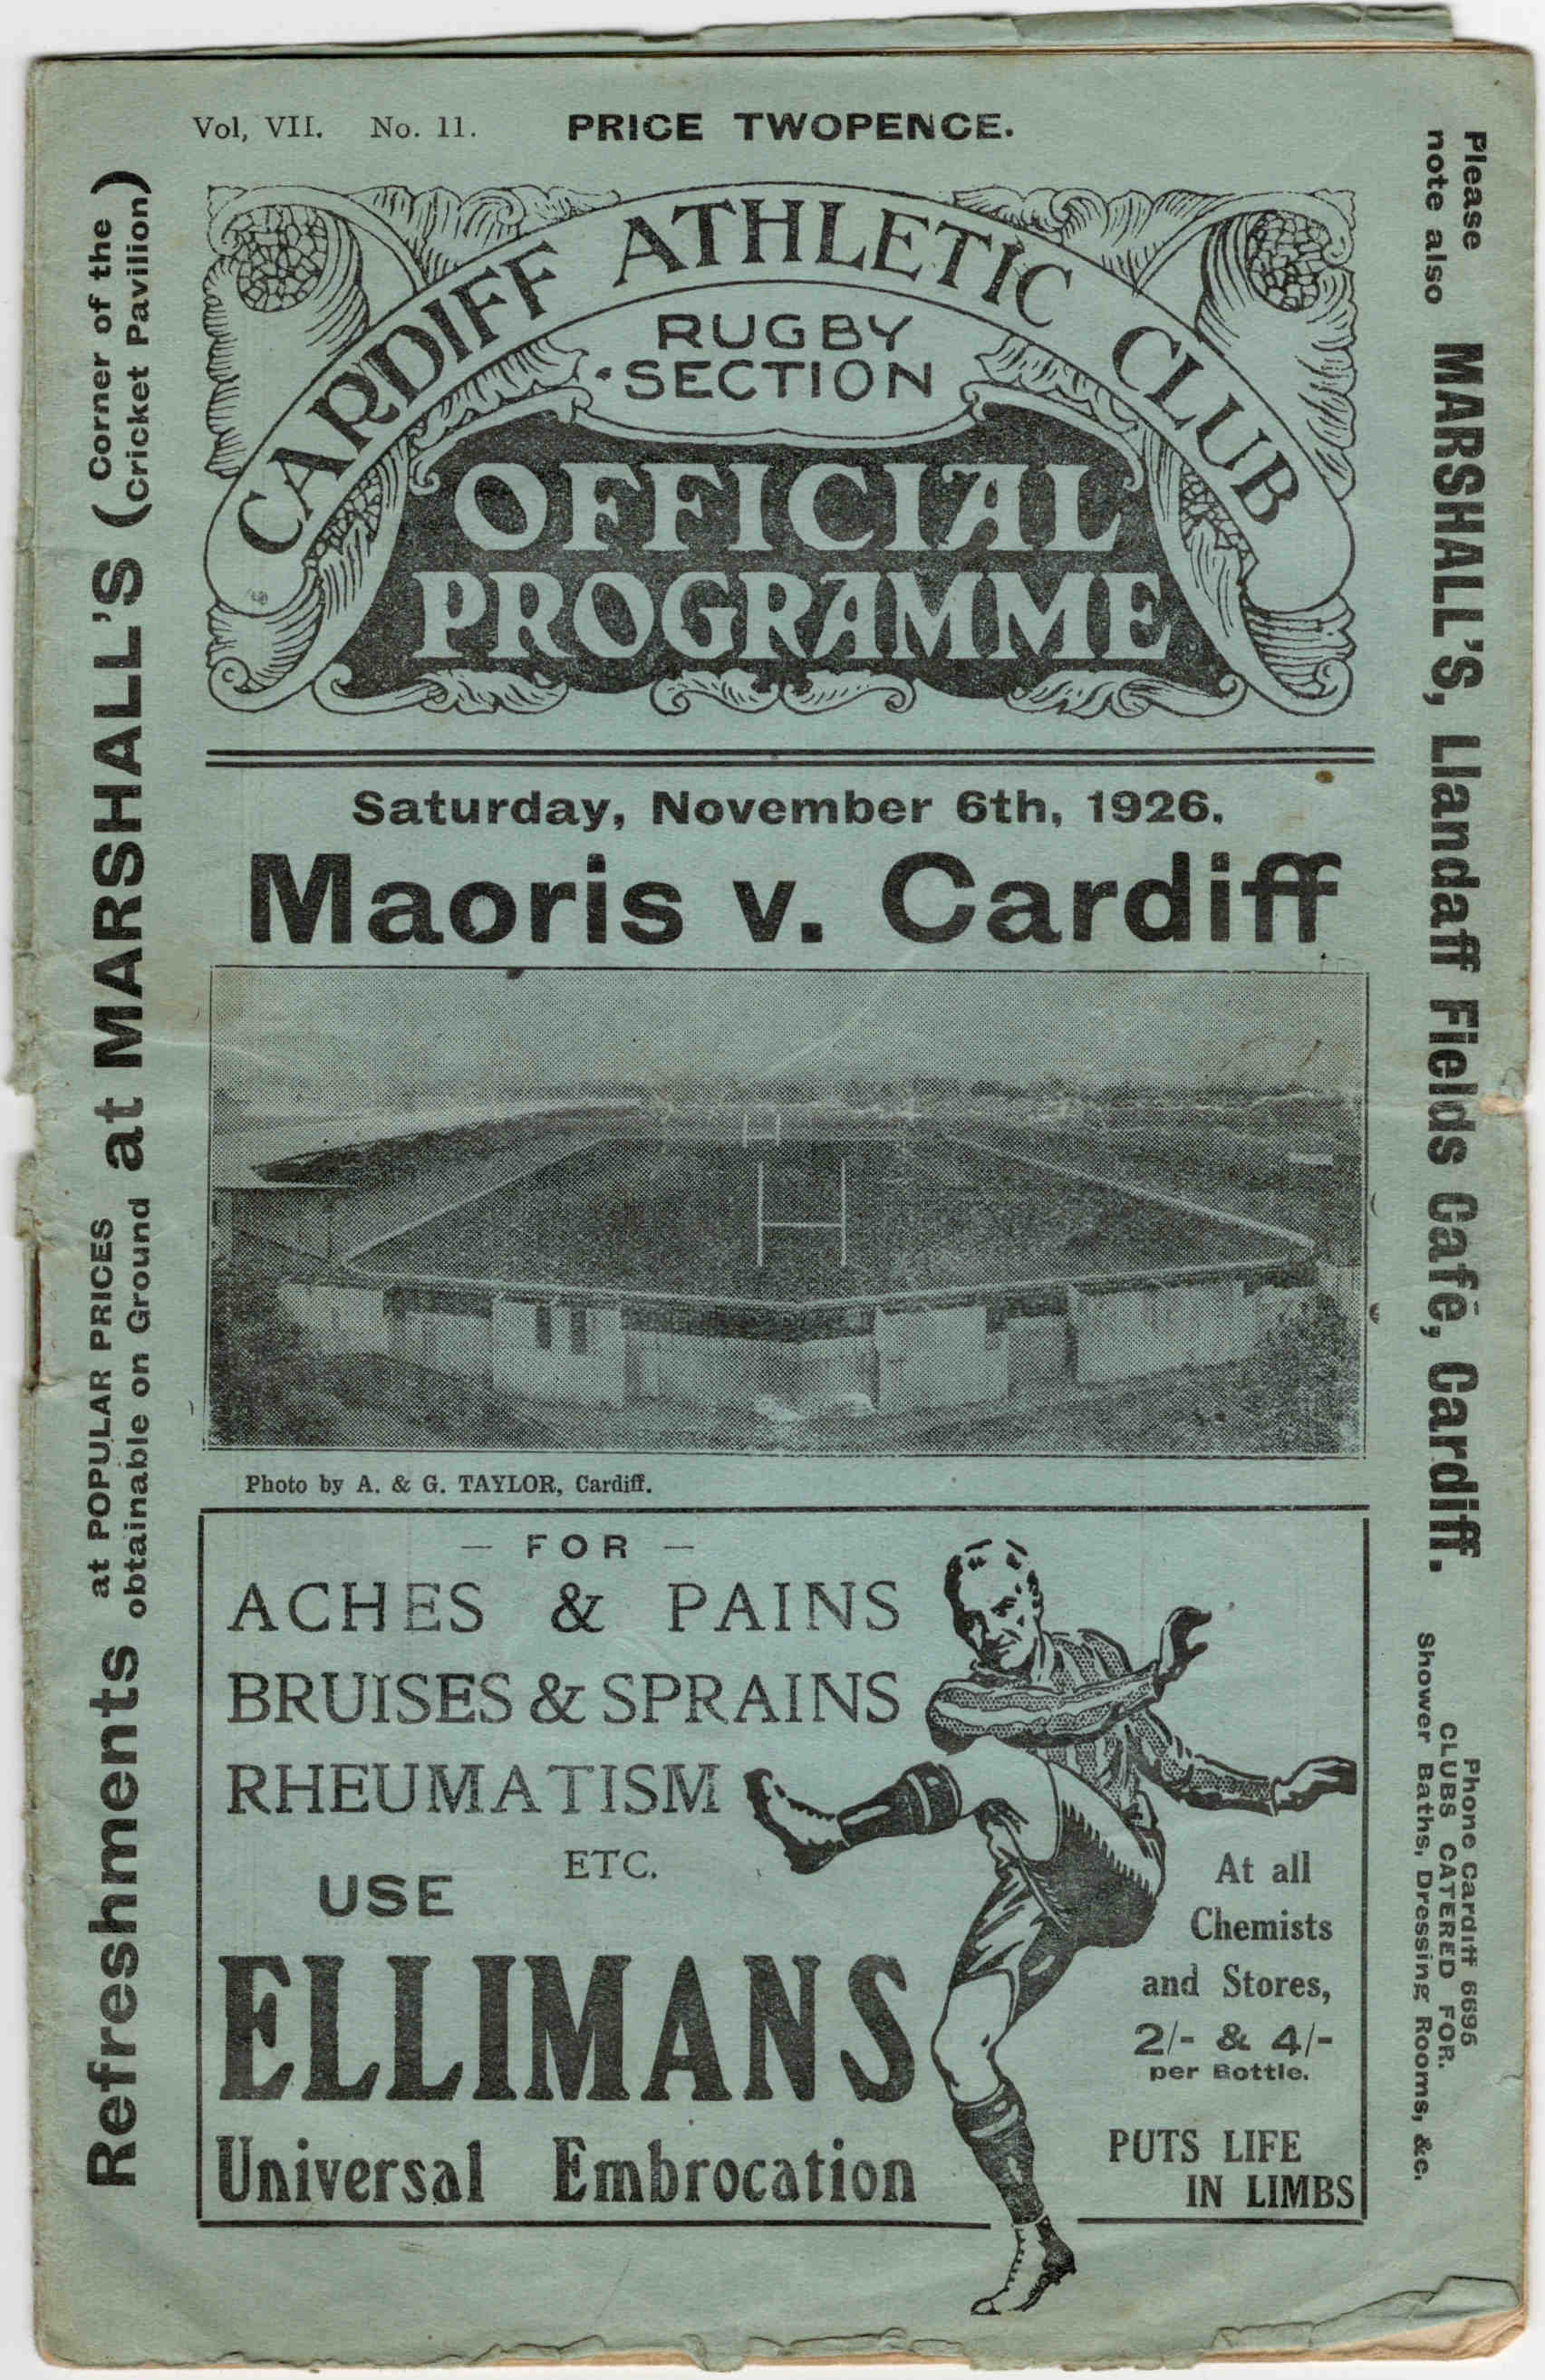 Vol, VII. No. 11. PRICE TWOPENCE.
CARDIFF ATHLETIC CLUB
RUGBY
SECTION
OFFICIAL
PROGRAMME
Saturday, November 6th, 1926.
Maoris v. Cardiff
Photo by A. & G. TAYLOR, Cardiff.
— FOR —
ACHES & PAINS
BRUISES & SPRAINS
RHEUMATISM
ETC.
USE
ELLIMANS
Universal Embrocation
At all
Chemists
and Stores,
2/- & 4/-
per Bottle.
PUTS LIFE
IN LIMBS
Refreshments at POPULAR PRICES
obtainable on Ground at MARSHALL'S (Corner of the)
(Cricket Pavilion)
Please
note also MARSHALL'S, Llandaff Fields Café, Cardiff.
Phone Cardiff 6695
CLUBS CATERED FOR.
Shower Baths, Dressing Rooms, &c.